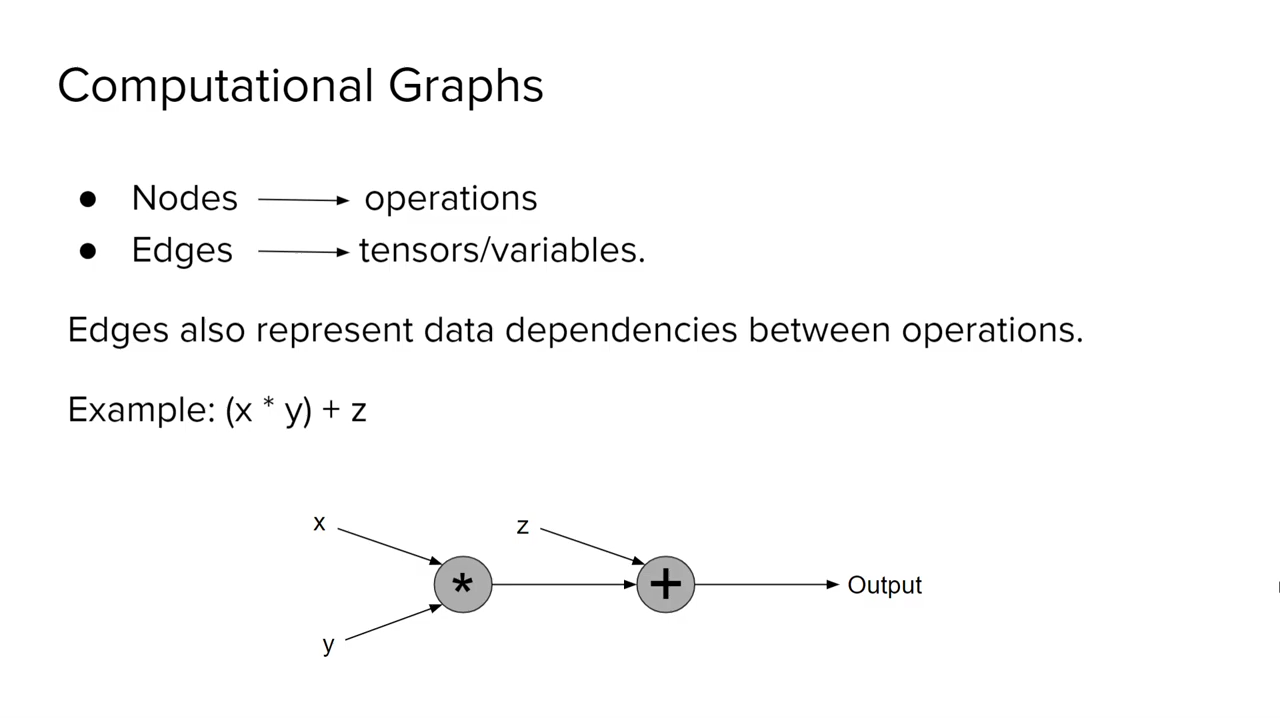 Computational Graphs
● Nodes → operations
● Edges → tensors/variables.
Edges also represent data dependencies between operations.
Example: (x * y) + z
x
z
* + Output
y